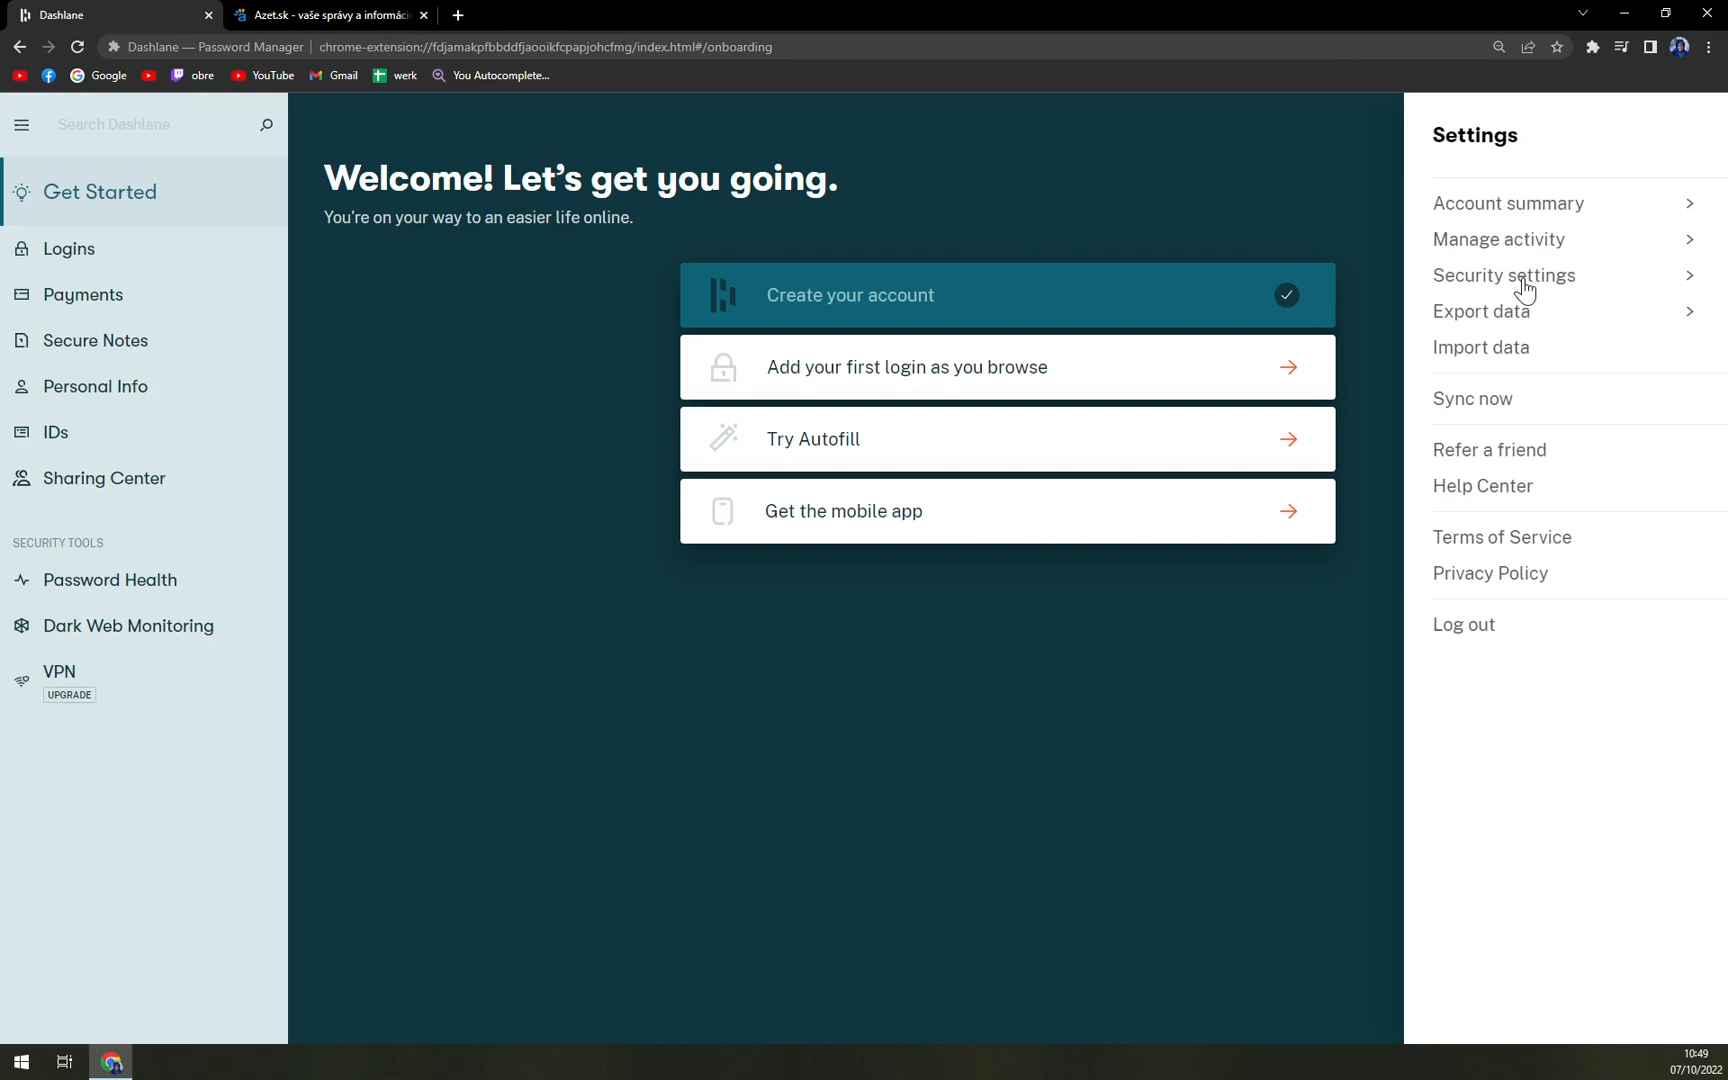 Dashlane
Azet.sk - vaše správy a informáci
Dashlane — Password Manager
chrome-extension://fdjamakpfbbddfjaooikfcpapjohcfmg/index.html#/onboarding
Google
obre
YouTube
Gmail
werk
You Autocomplete...
Search Dashlane
Get Started
Logins
Payments
Secure Notes
Personal Info
IDs
Sharing Center
SECURITY TOOLS
Password Health
Dark Web Monitoring
VPN
UPGRADE
Welcome! Let's get you going.
You're on your way to an easier life online.
Create your account
Add your first login as you browse
Try Autofill
Get the mobile app
Settings
Account summary
Manage activity
Security settings
Export data
Import data
Sync now
Refer a friend
Help Center
Terms of Service
Privacy Policy
Log out
10:49
07/10/2022